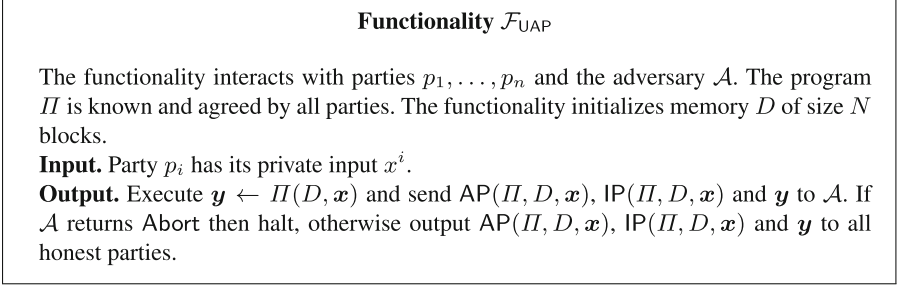 Functionality F_UAP
The functionality interacts with parties p_1, . . . , p_n and the adversary A. The program
Π is known and agreed by all parties. The functionality initializes memory D of size N
blocks.
Input. Party p_i has its private input x^i.
Output. Execute y ← Π(D, x) and send AP(Π, D, x), IP(Π, D, x) and y to A. If
A returns Abort then halt, otherwise output AP(Π, D, x), IP(Π, D, x) and y to all
honest parties.